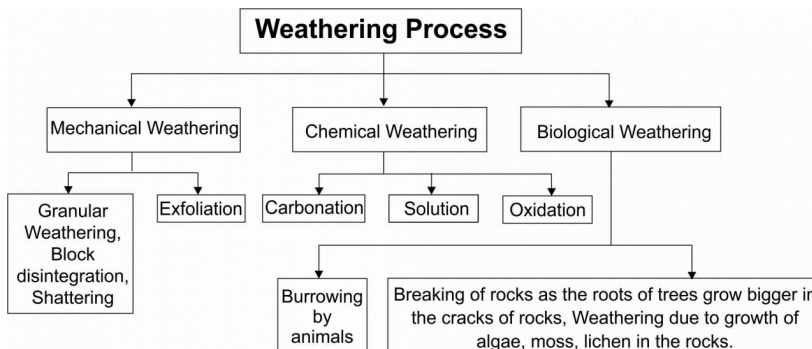 Weathering Process
Mechanical Weathering
Chemical Weathering
Biological Weathering
Granular
Weathering,
Block
disintegration,
Shattering
Exfoliation
Carbonation
Solution
Oxidation
Burrowing
by
animals
Breaking of rocks as the roots of trees grow bigger in
the cracks of rocks, Weathering due to growth of
algae, moss, lichen in the rocks.